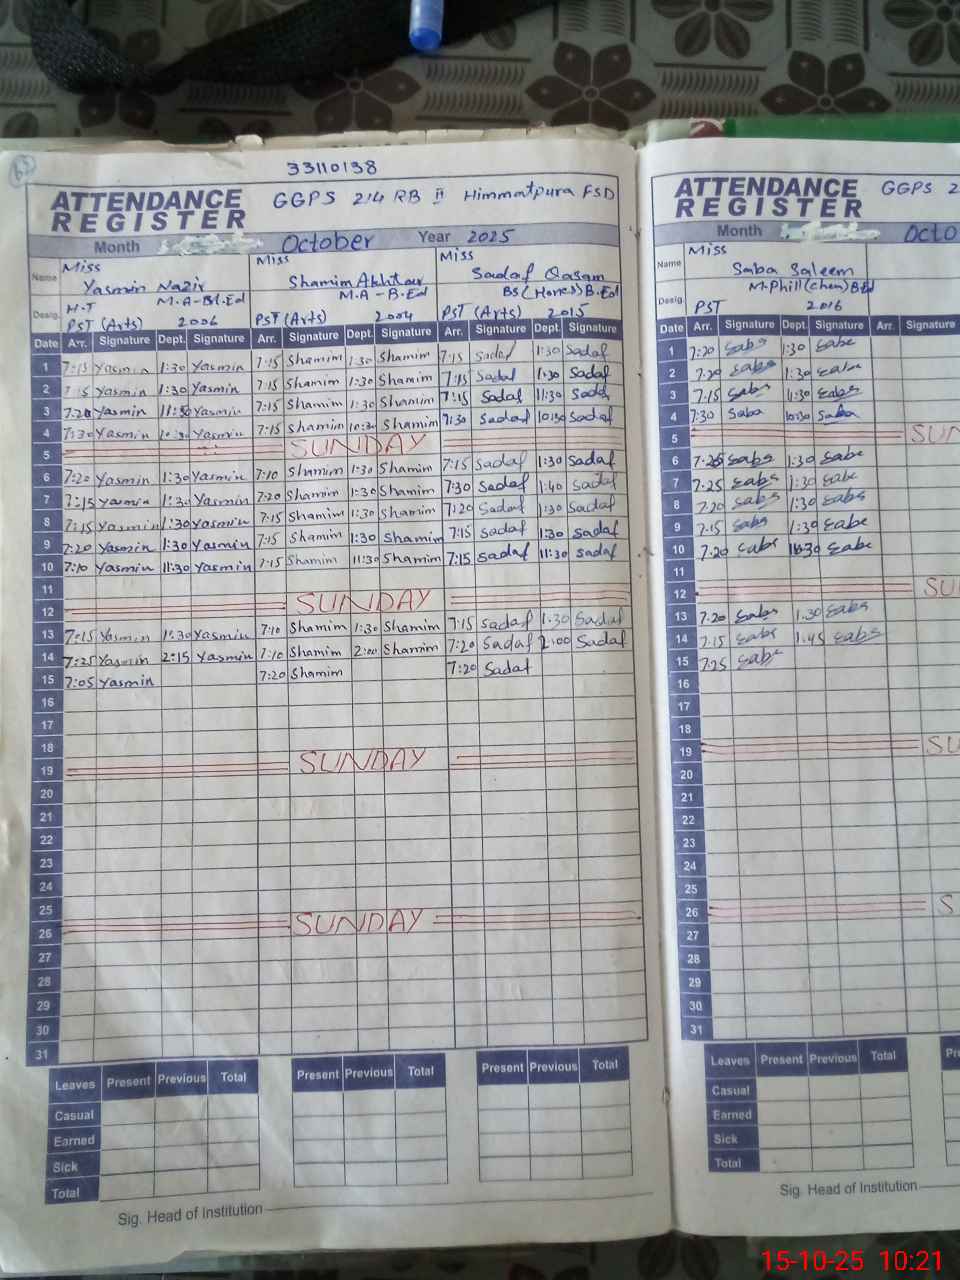 62
33110138
ATTENDANCE REGISTER
GGPS 214 RB II Himmatpura FSD
Month October Year 2025
Name Miss Yasmin Nazir Miss Shamim Akhtar Miss Sadaf Qasam
Desig. H.T M.A-B.Ed M.A - B.Ed BS(Hones) B.Ed
PST (Arts) 2006 PST (Arts) 2004 PST (Arts) 2015
Date Arr. Signature Dept. Signature Arr. Signature Dept. Signature Arr. Signature Dept. Signature
1 7:15 Yasmin 1:30 Yasmin 7:15 Shamim 1:30 Shamim 7:15 Sadaf 1:30 Sadaf
2 7:15 Yasmin 1:30 Yasmin 7:15 Shamim 1:30 Shamim 7:15 Sadaf 1:30 Sadaf
3 7:20 Yasmin 11:30 Yasmin 7:15 Shamim 1:30 Shamim 7:15 Sadaf 11:30 Sadaf
4 7:30 Yasmin 10:30 Yasmin 7:15 Shamim 10:30 Shamim 7:30 Sadaf 10:30 Sadaf
5 SUNDAY
6 7:20 Yasmin 1:30 Yasmin 7:10 Shamim 1:30 Shamim 7:15 Sadaf 1:30 Sadaf
7 7:15 Yasmin 1:30 Yasmin 7:20 Shamim 1:30 Shamim 7:30 Sadaf 1:40 Sadaf
8 7:15 Yasmin 1:30 Yasmin 7:15 Shamim 1:30 Shamim 7:20 Sadaf 1:30 Sadaf
9 7:20 Yasmin 1:30 Yasmin 7:15 Shamim 1:30 Shamim 7:15 Sadaf 1:30 Sadaf
10 7:10 Yasmin 11:30 Yasmin 7:15 Shamim 11:30 Shamim 7:15 Sadaf 11:30 Sadaf
11
12 SUNDAY
13 7:15 Yasmin 1:30 Yasmin 7:10 Shamim 1:30 Shamim 7:15 Sadaf 1:30 Sadaf
14 7:25 Yasmin 2:15 Yasmin 7:10 Shamim 2:00 Shamim 7:20 Sadaf 2:00 Sadaf
15 7:05 Yasmin 7:20 Shamim 7:20 Sadaf
16
17
18
19 SUNDAY
20
21
22
23
24
25
26 SUNDAY
27
28
29
30
31
Leaves Present Previous Total Present Previous Total Present Previous Total
Casual
Earned
Sick
Total
Sig. Head of Institution
ATTENDANCE REGISTER
GGPS 2
Month Octo
Name Miss Saba Saleem
Desig. M.Phill (Chem) B.Ed
PST 2016
Date Arr. Signature Dept. Signature Arr. Signature
1 7:20 Saba 1:30 Saba
2 7:20 Saba 1:30 Saba
3 7:15 Saba 11:30 Saba
4 7:30 Saba 10:30 Saba
5 SUN
6 7:25 Saba 1:30 Saba
7 7:25 Saba 1:30 Saba
8 7:20 Saba 1:30 Saba
9 7:15 Saba 1:30 Saba
10 7:20 Saba 11:30 Saba
11
12 SU
13 7:20 Saba 1:30 Saba
14 7:15 Saba 1:45 Saba
15 7:25 Saba
16
17
18
19 SU
20
21
22
23
24
25
26 S
27
28
29
30
31
Leaves Present Previous Total Pr
Casual
Earned
Sick
Total
Sig. Head of Institution
15-10-25 10:21